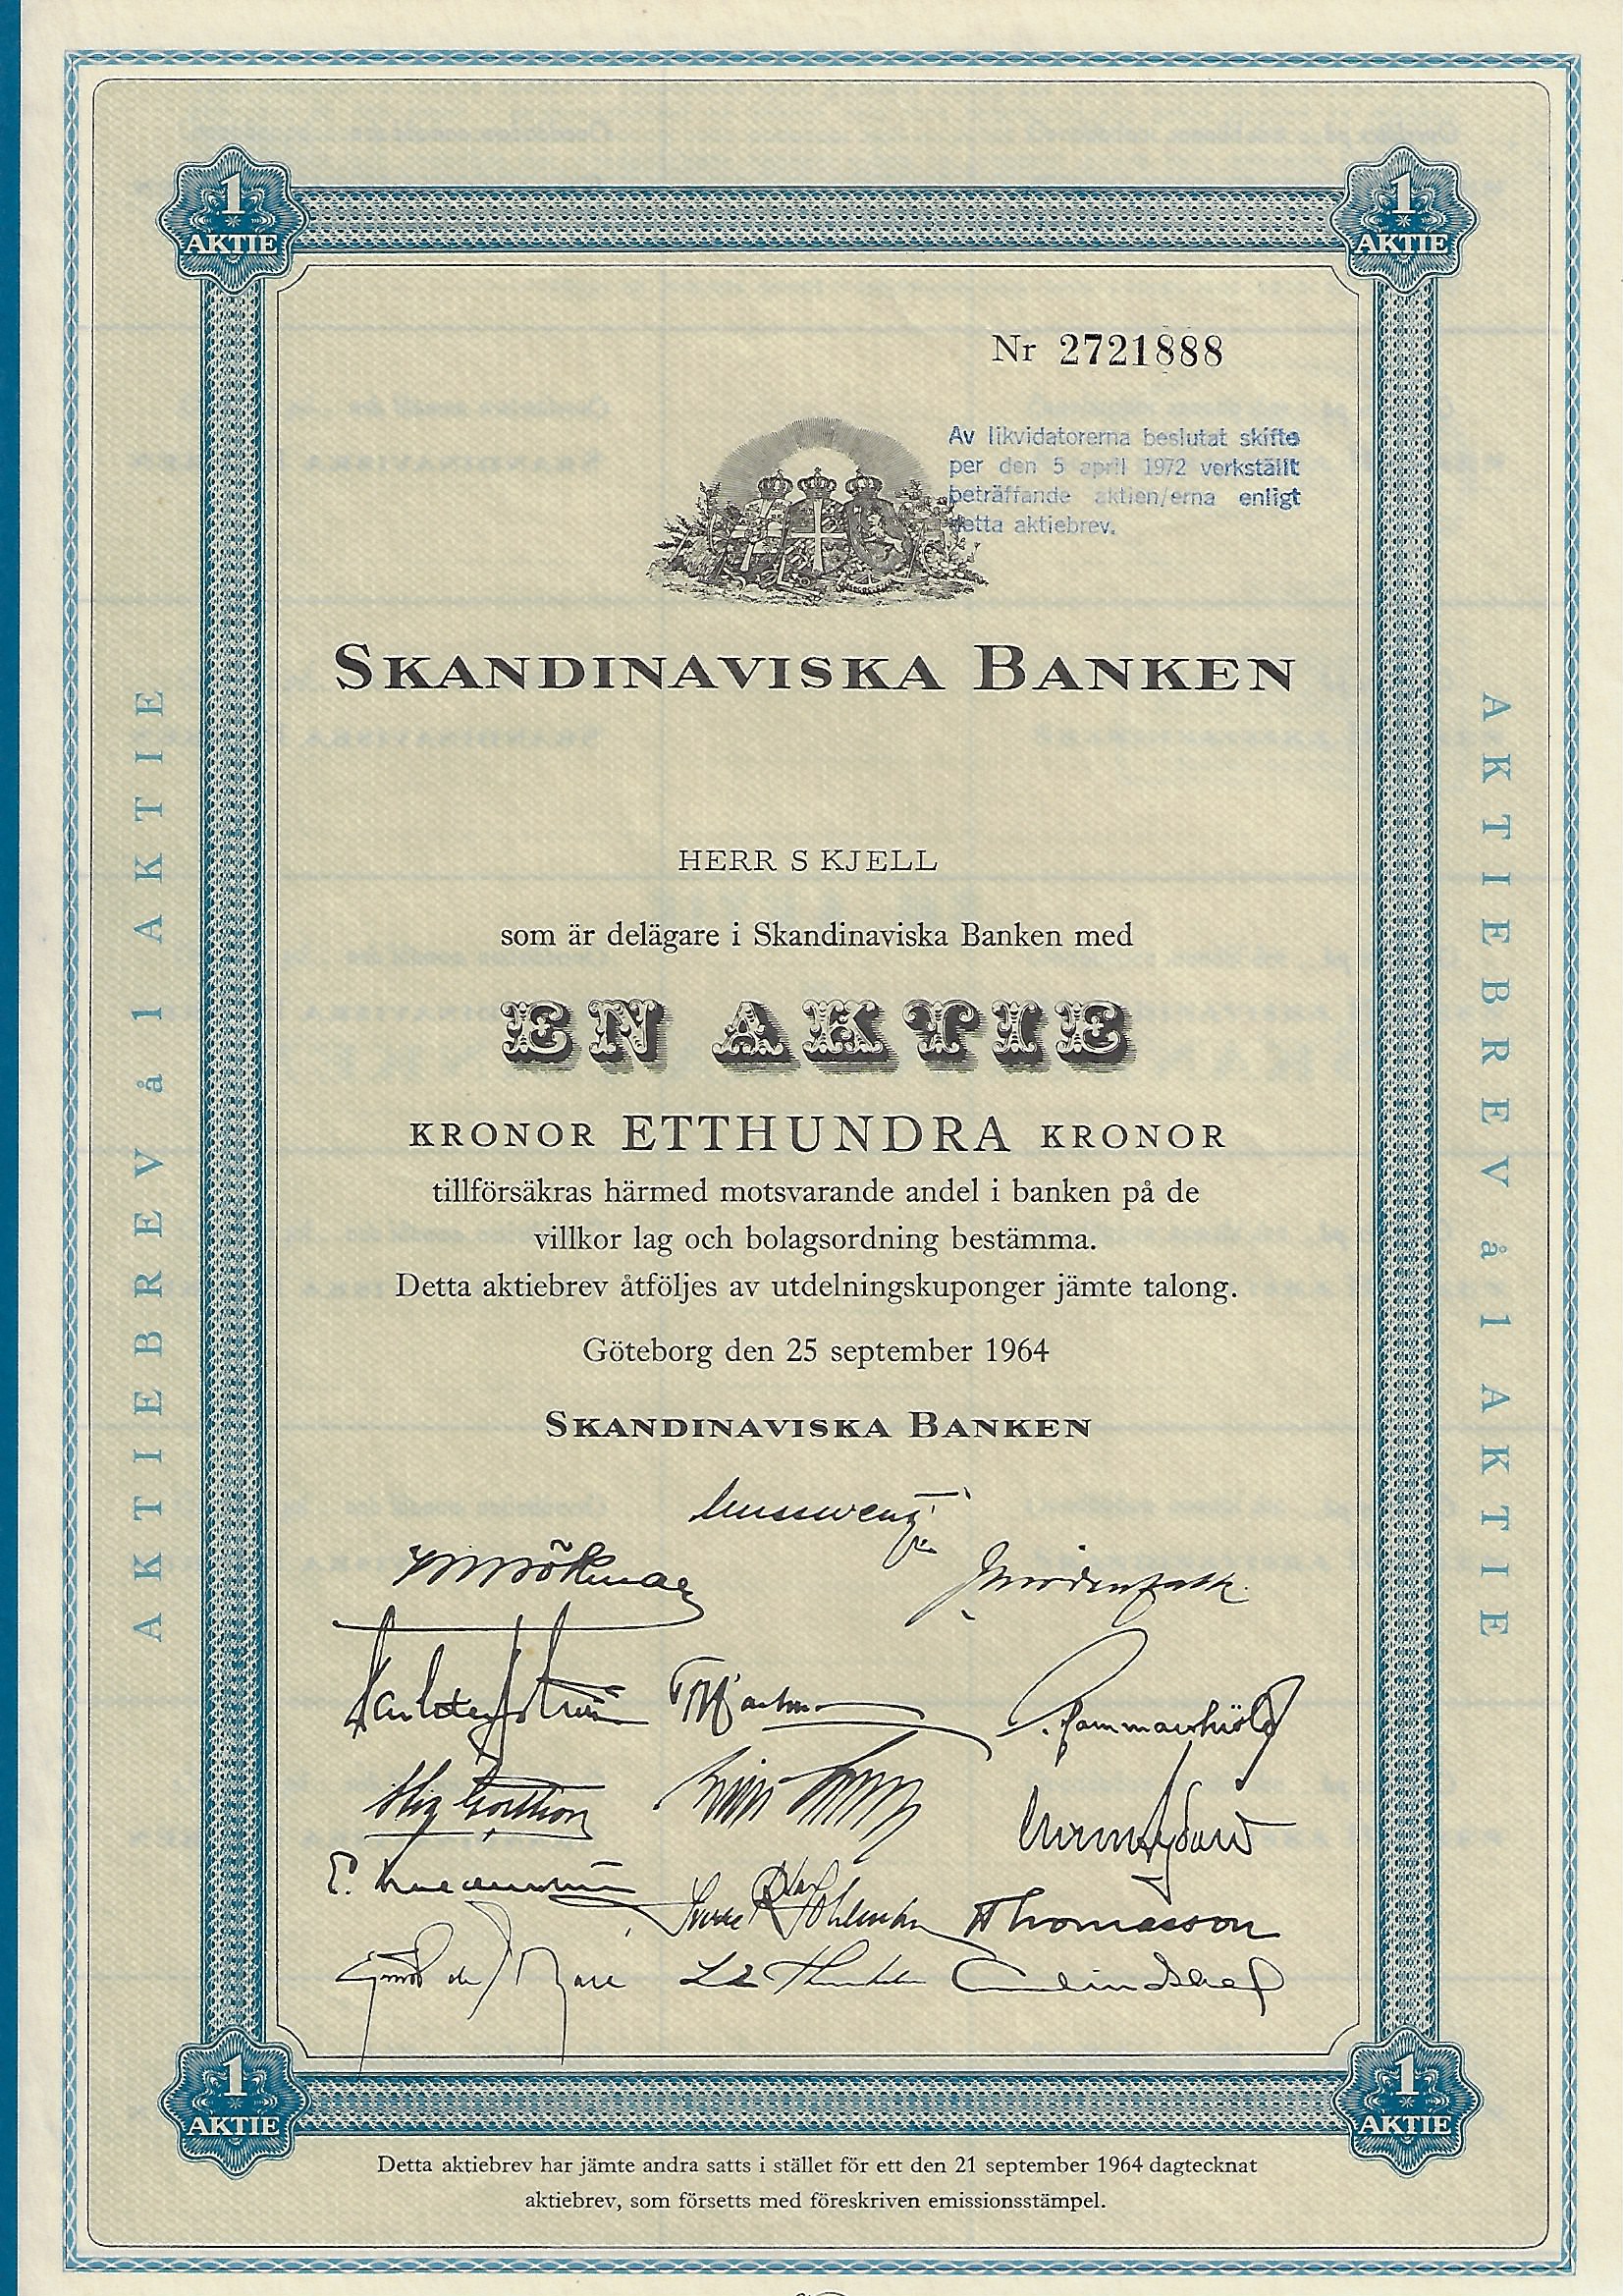 1
AKTIE
1
AKTIE
Nr 2721888
Av likvidatorerna beslutat skifte
per den 5 april 1972 verkställt
beträffande aktien/erna enligt
detta aktiebrev.
SKANDINAVISKA BANKEN
HERR S KJELL
som är delägare i Skandinaviska Banken med
EN AKTIE
KRONOR ETTHUNDRA KRONOR
tillförsäkras härmed motsvarande andel i banken på de
villkor lag och bolagsordning bestämma.
Detta aktiebrev åtföljes av utdelningskuponger jämte talong.
Göteborg den 25 september 1964
SKANDINAVISKA BANKEN
Thomasson
AKTIEBREV å 1 AKTIE
AKTIEBREV å 1 AKTIE
1
AKTIE
1
AKTIE
Detta aktiebrev har jämte andra satts i stället för ett den 21 september 1964 dagtecknat
aktiebrev, som försetts med föreskriven emissionsstämpel.